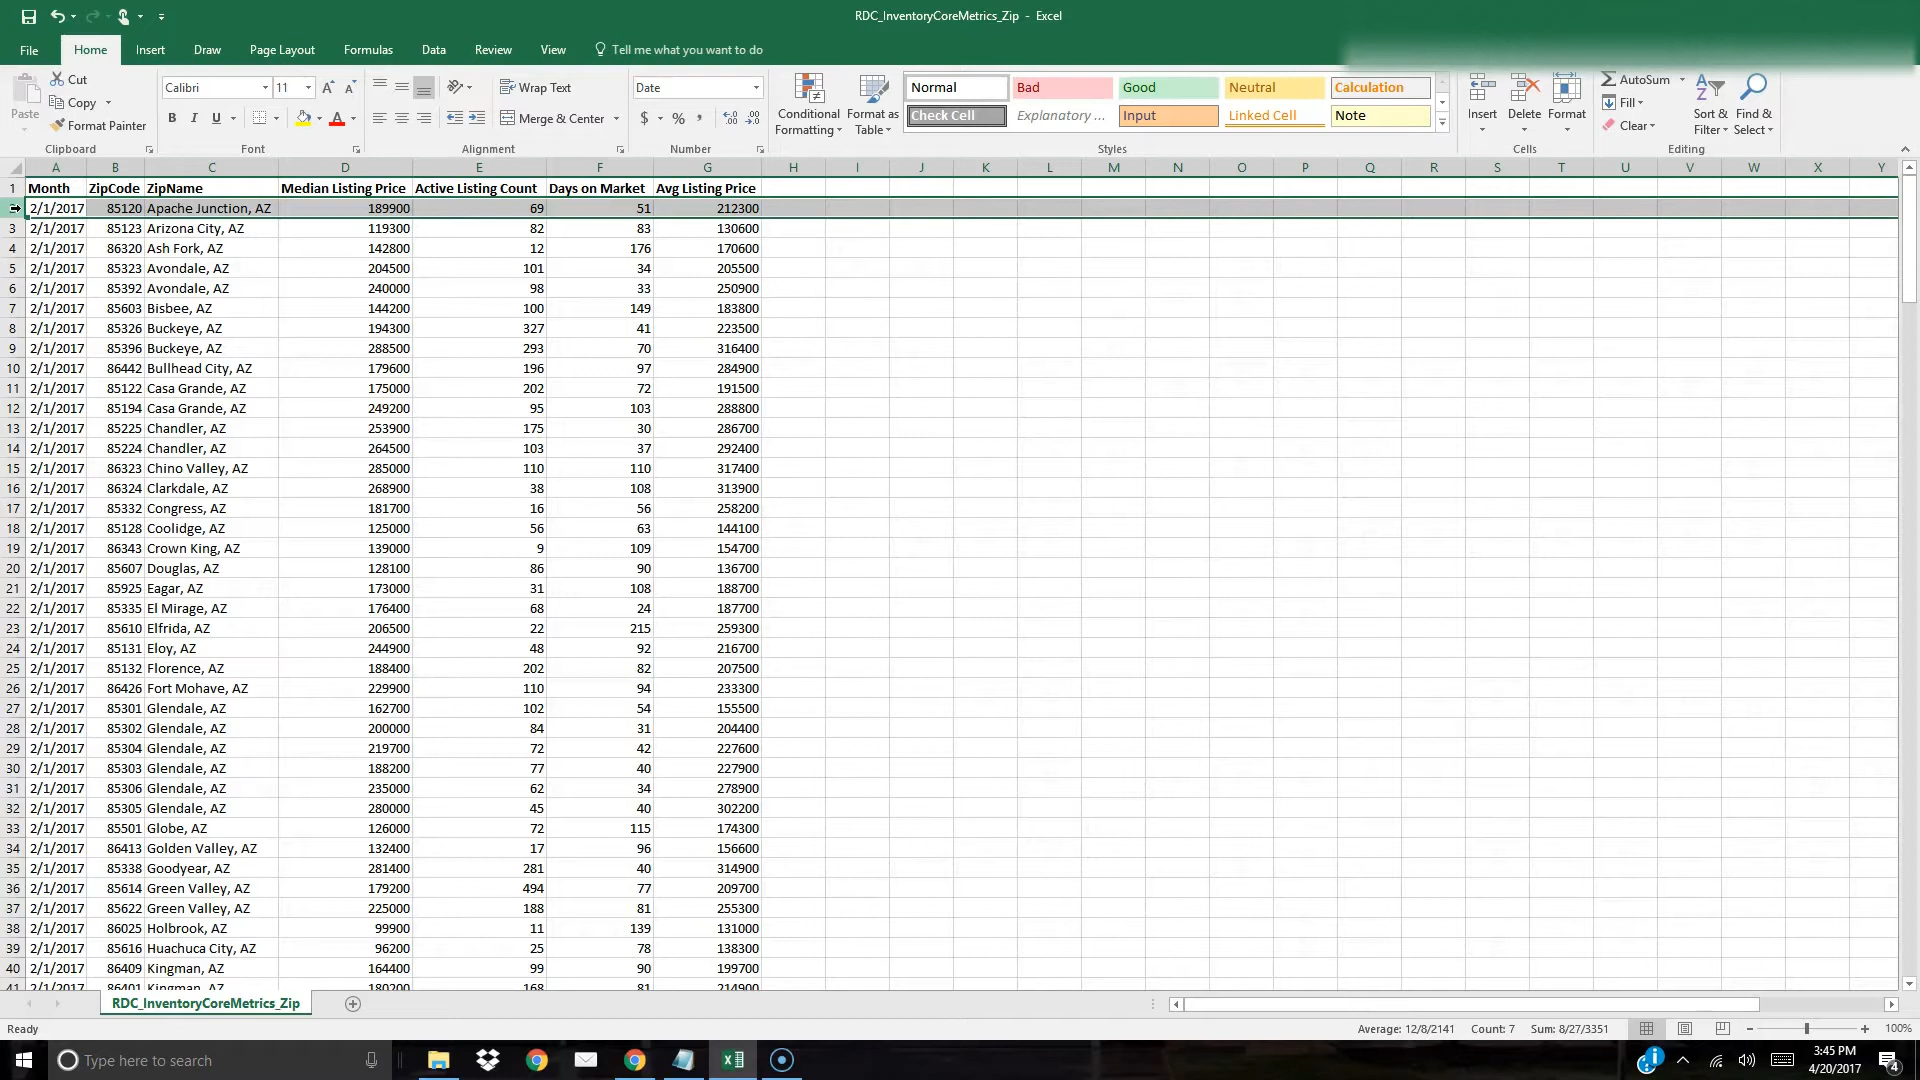 RDC_InventoryCoreMetrics_Zip - Excel
File Home Insert Draw Page Layout Formulas Data Review View Tell me what you want to do
Paste Cut Copy Format Painter Clipboard
Calibri 11 A A B I U A Font
Wrap Text Merge & Center Alignment
Date $ % , .00 Number
Conditional Formatting Format as Table
Normal Bad Good Neutral Calculation
Check Cell Explanatory ... Input Linked Cell Note
Styles
Insert Delete Format Cells
AutoSum Fill Clear Sort & Filter Find & Select Editing
A B C D E F G H I J K L M N O P Q R S T U V W X Y
1 Month ZipCode ZipName Median Listing Price Active Listing Count Days on Market Avg Listing Price
2/1/2017 85120 Apache Junction, AZ 189900 69 51 212300
3 2/1/2017 85123 Arizona City, AZ 119300 82 83 130600
4 2/1/2017 86320 Ash Fork, AZ 142800 12 176 170600
5 2/1/2017 85323 Avondale, AZ 204500 101 34 205500
6 2/1/2017 85392 Avondale, AZ 240000 98 33 250900
7 2/1/2017 85603 Bisbee, AZ 144200 100 149 183800
8 2/1/2017 85326 Buckeye, AZ 194300 327 41 223500
9 2/1/2017 85396 Buckeye, AZ 288500 293 70 316400
10 2/1/2017 86442 Bullhead City, AZ 179600 196 97 284900
11 2/1/2017 85122 Casa Grande, AZ 175000 202 72 191500
12 2/1/2017 85194 Casa Grande, AZ 249200 95 103 288800
13 2/1/2017 85225 Chandler, AZ 253900 175 30 286700
14 2/1/2017 85224 Chandler, AZ 264500 103 37 292400
15 2/1/2017 86323 Chino Valley, AZ 285000 110 110 317400
16 2/1/2017 86324 Clarkdale, AZ 268900 38 108 313900
17 2/1/2017 85332 Congress, AZ 181700 16 56 258200
18 2/1/2017 85128 Coolidge, AZ 125000 56 63 144100
19 2/1/2017 86343 Crown King, AZ 139000 9 109 154700
20 2/1/2017 85607 Douglas, AZ 128100 86 90 136700
21 2/1/2017 85925 Eagar, AZ 173000 31 108 188700
22 2/1/2017 85335 El Mirage, AZ 176400 68 24 187700
23 2/1/2017 85610 Elfrida, AZ 206500 22 215 259300
24 2/1/2017 85131 Eloy, AZ 244900 48 92 216700
25 2/1/2017 85132 Florence, AZ 188400 202 82 207500
26 2/1/2017 86426 Fort Mohave, AZ 229900 110 94 233300
27 2/1/2017 85301 Glendale, AZ 162700 102 54 155500
28 2/1/2017 85302 Glendale, AZ 200000 84 31 204400
29 2/1/2017 85304 Glendale, AZ 219700 72 42 227600
30 2/1/2017 85303 Glendale, AZ 188200 77 40 227900
31 2/1/2017 85306 Glendale, AZ 235000 62 34 278900
32 2/1/2017 85305 Glendale, AZ 280000 45 40 302200
33 2/1/2017 85501 Globe, AZ 126000 72 115 174300
34 2/1/2017 86413 Golden Valley, AZ 132400 17 96 156600
35 2/1/2017 85338 Goodyear, AZ 281400 281 40 314900
36 2/1/2017 85614 Green Valley, AZ 179200 494 77 209700
37 2/1/2017 85622 Green Valley, AZ 225000 188 81 255300
38 2/1/2017 86025 Holbrook, AZ 99900 11 139 131000
39 2/1/2017 85616 Huachuca City, AZ 96200 25 78 138300
40 2/1/2017 86409 Kingman, AZ 164400 99 90 199700
41 2/1/2017 86401 Kingman, AZ 180200 168 81 214900
RDC_InventoryCoreMetrics_Zip
Ready Average: 12/8/2141 Count: 7 Sum: 8/27/3351 100%
Type here to search
3:45 PM
4/20/2017
4